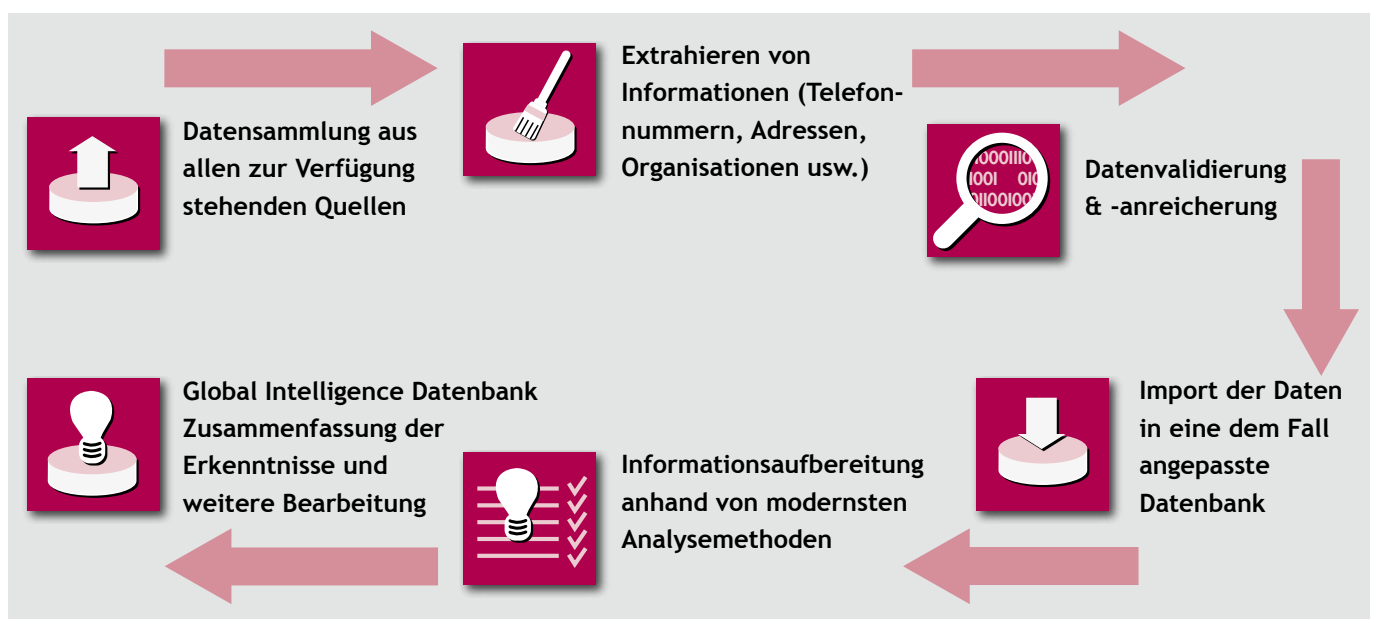 Datensammlung aus
allen zur Verfügung
stehenden Quellen
Extrahieren von
Informationen (Telefon-
nummern, Adressen,
Organisationen usw.)
Datenvalidierung
& -anreicherung
Import der Daten
in eine dem Fall
angepasste
Datenbank
Informationsaufbereitung
anhand von modernsten
Analysemethoden
Global Intelligence Datenbank
Zusammenfassung der
Erkenntnisse und
weitere Bearbeitung